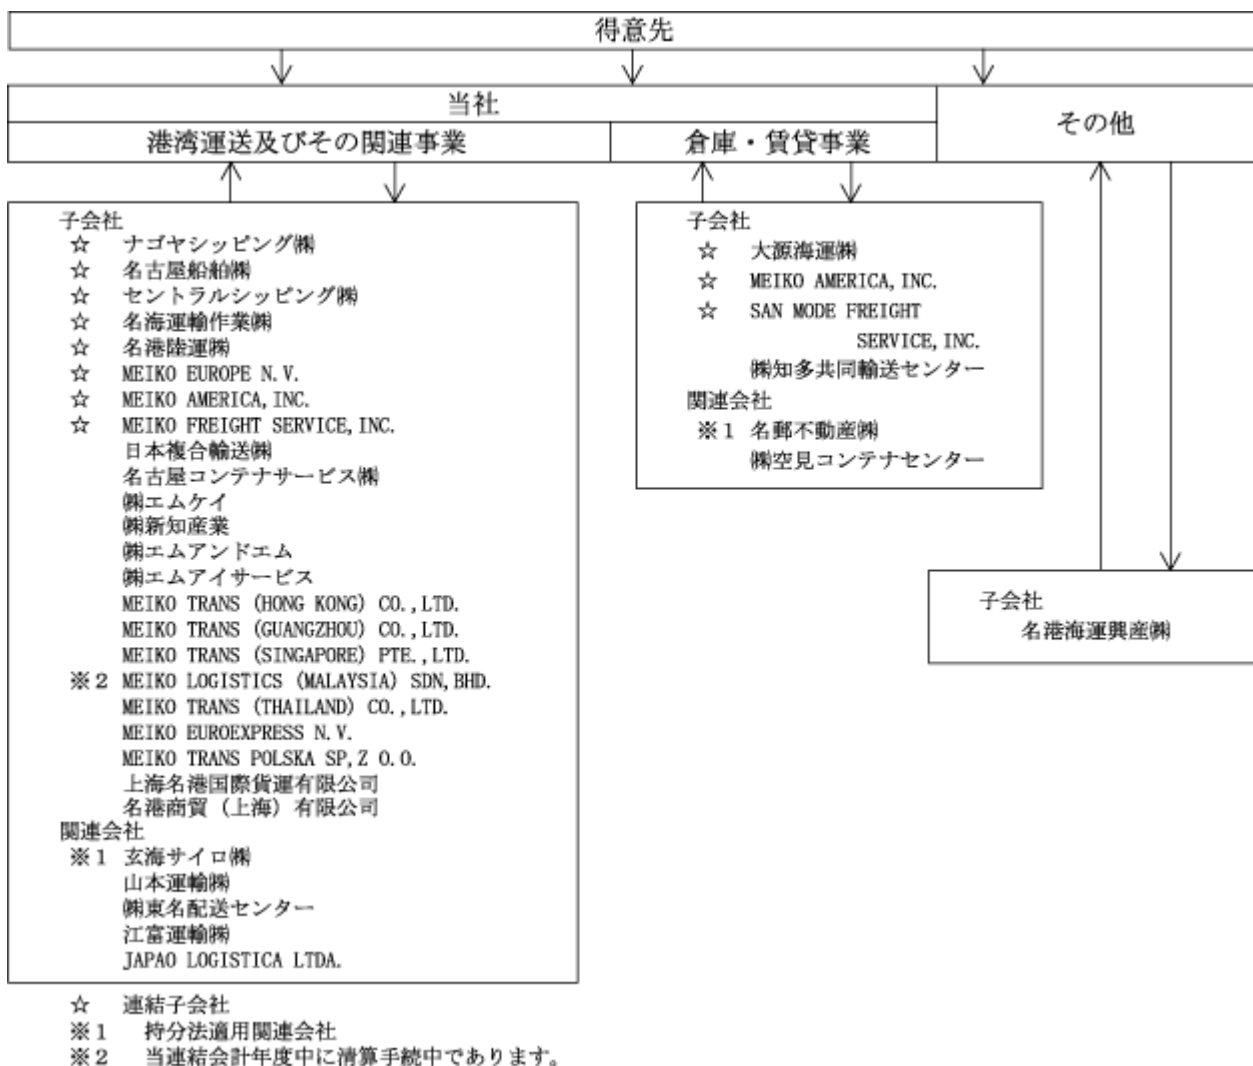 得意先
当社
港湾運送及びその関連事業
倉庫・賃貸事業
その他
子会社
☆ ナゴヤシッピング㈱
☆ 名古屋船舶㈱
☆ セントラルシッピング㈱
☆ 名海運輸作業㈱
☆ 名港陸運㈱
☆ MEIKO EUROPE N.V.
☆ MEIKO AMERICA,INC.
☆ MEIKO FREIGHT SERVICE,INC.
日本複合輸送㈱
名古屋コンテナサービス㈱
㈱エムケイ
㈱新知産業
㈱エムアンドエム
㈱エムアイサービス
MEIKO TRANS (HONG KONG) CO.,LTD.
MEIKO TRANS (GUANGZHOU) CO.,LTD.
MEIKO TRANS (SINGAPORE) PTE.,LTD.
※2 MEIKO LOGISTICS (MALAYSIA) SDN,BHD.
MEIKO TRANS (THAILAND) CO.,LTD.
MEIKO EUROEXPRESS N.V.
MEIKO TRANS POLSKA SP,Z O.O.
上海名港国際貨運有限公司
名港商貿（上海）有限公司
関連会社
※1 玄海サイロ㈱
山本運輸㈱
㈱東名配送センター
江富運輸㈱
JAPAO LOGISTICA LTDA.
子会社
☆ 大源海運㈱
☆ MEIKO AMERICA,INC.
☆ SAN MODE FREIGHT
SERVICE,INC.
㈱知多共同輸送センター
関連会社
※1 名郵不動産㈱
㈱空見コンテナセンター
子会社
名港海運興産㈱
☆ 連結子会社
※1 持分法適用関連会社
※2 当連結会計年度中に清算手続中であります。